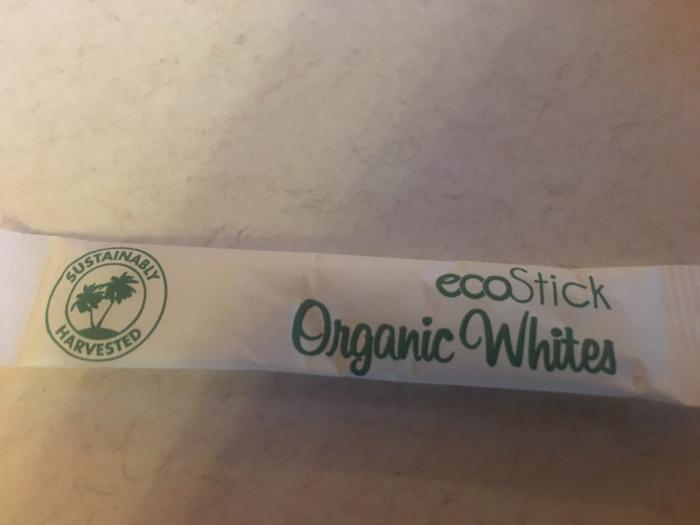 SUSTAINABLY
HARVESTED
ecoStick
Organic Whites